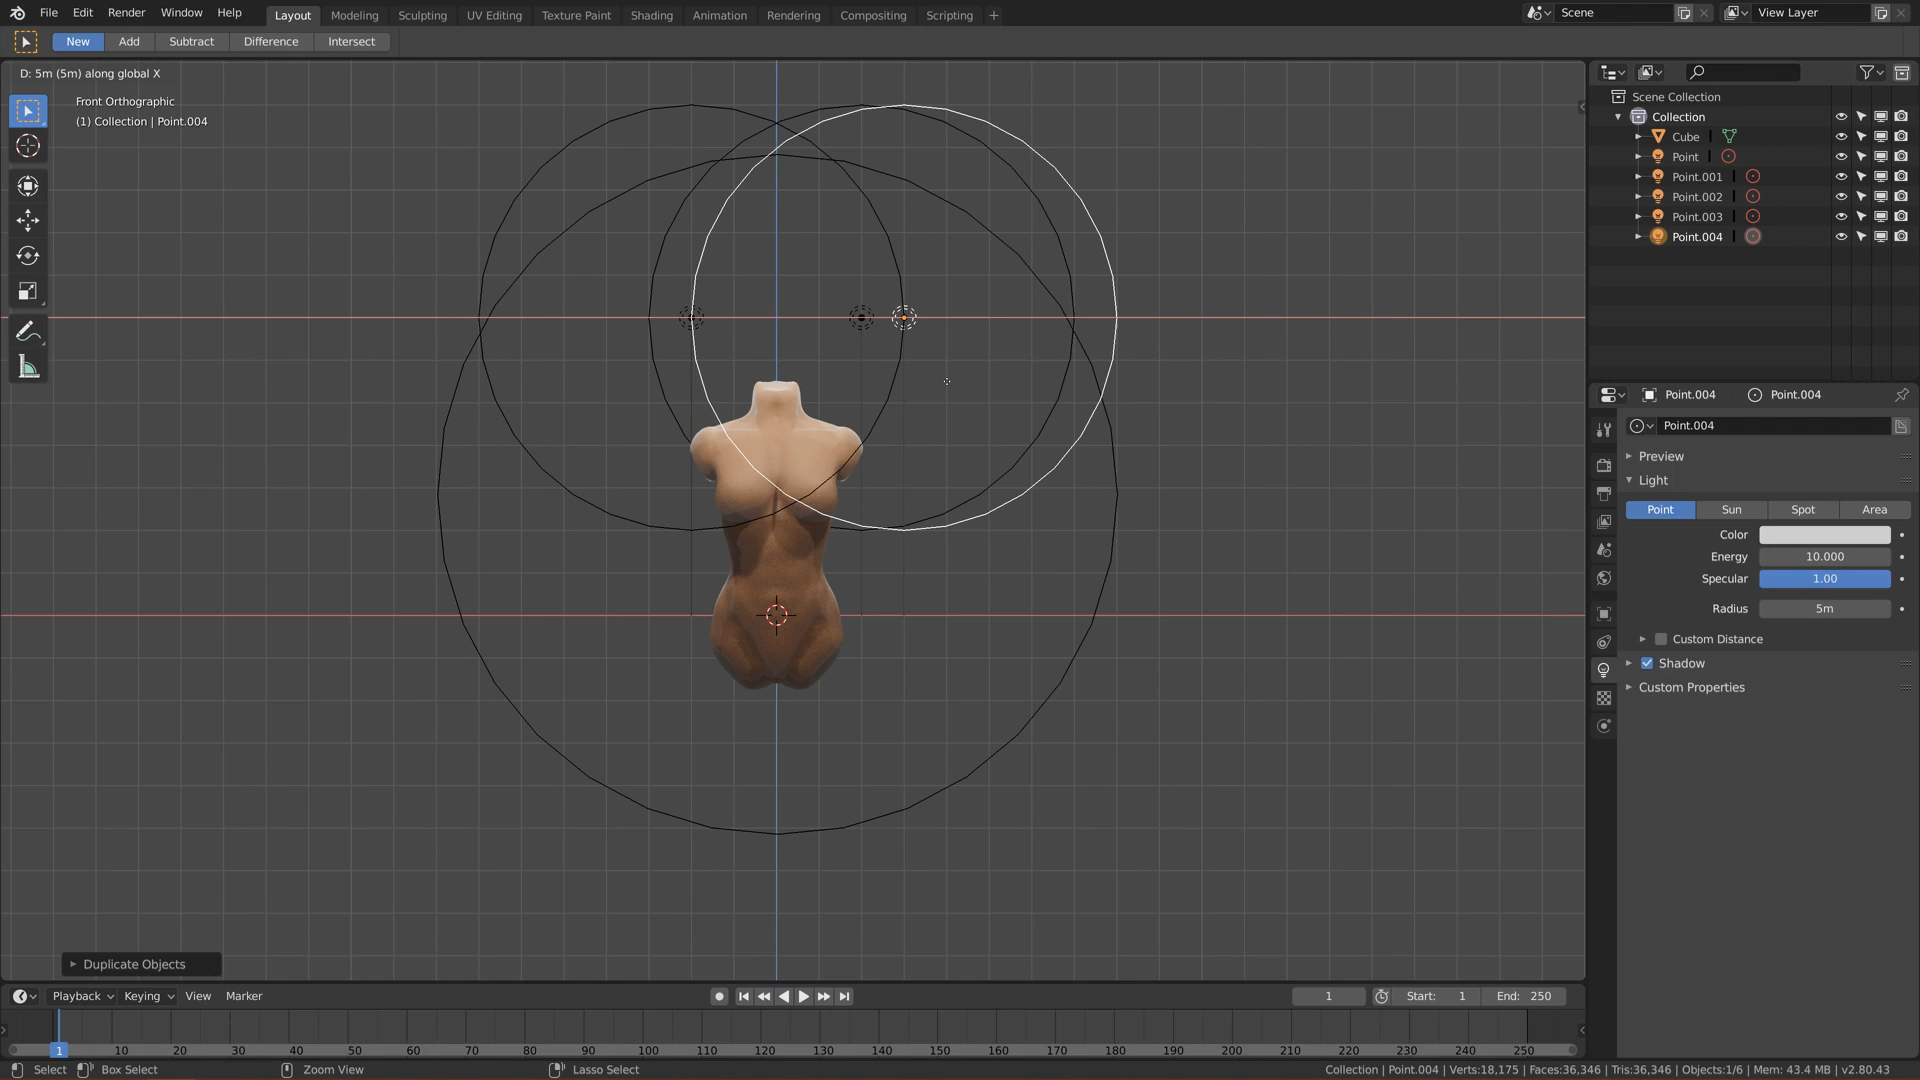 File Edit Render Window Help Layout Modeling Sculpting UV Editing Texture Paint Shading Animation Rendering Compositing Scripting + Scene View Layer
New Add Subtract Difference Intersect
D: 5m (5m) along global X
Front Orthographic
(1) Collection | Point.004
Scene Collection
Collection
Cube
Point
Point.001
Point.002
Point.003
Point.004
Point.004 Point.004
Point.004
Preview
Light
Point Sun Spot Area
Color
Energy 10.000
Specular 1.00
Radius 5m
Custom Distance
Shadow
Custom Properties
Duplicate Objects
Playback Keying View Marker 1 Start: 1 End: 250
1 10 20 30 40 50 60 70 80 90 100 110 120 130 140 150 160 170 180 190 200 210 220 230 240 250
Select Box Select Zoom View Lasso Select Collection | Point.004 | Verts:18,175 | Faces:36,346 | Tris:36,346 | Objects:1/6 | Mem: 43.4 MB | v2.80.43